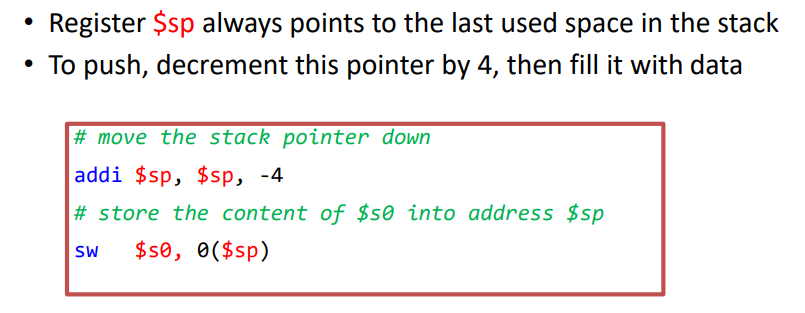 • Register $sp always points to the last used space in the stack
• To push, decrement this pointer by 4, then fill it with data
# move the stack pointer down
addi $sp, $sp, -4
# store the content of $s0 into address $sp
sw $s0, 0($sp)